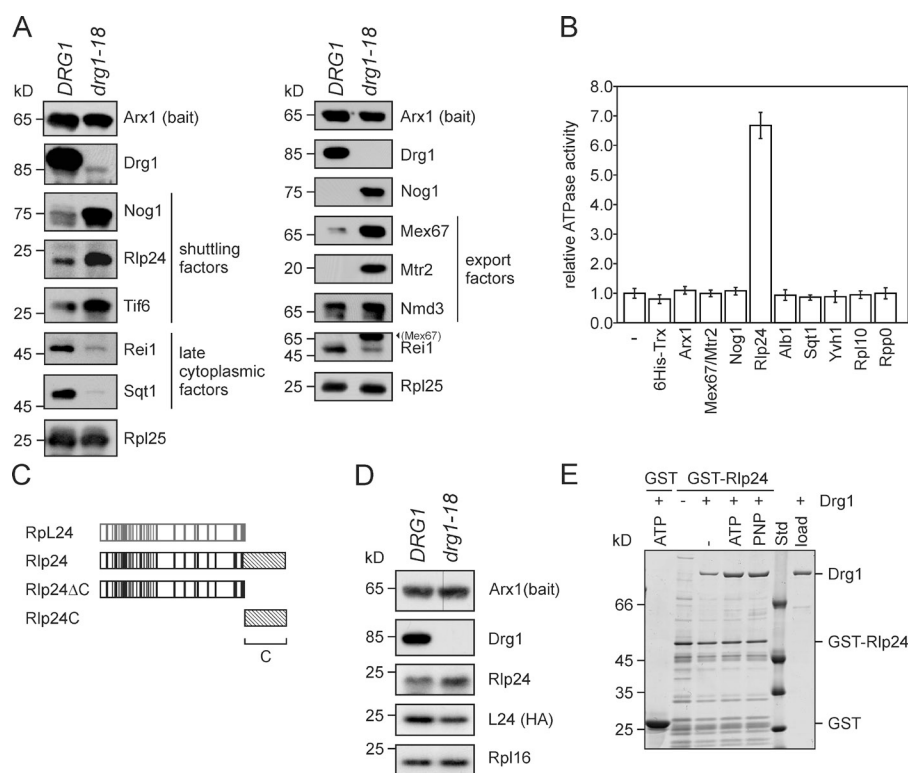 A
DRG1
drg1-18
kD
65
Arx1 (bait)
85
Drg1
75
Nog1
25
Rlp24
25
Tif6
shuttling
factors
45
Rei1
45
Sqt1
late
cytoplasmic
factors
25
Rpl25
DRG1
drg1-18
kD
65
Arx1 (bait)
85
Drg1
75
Nog1
65
Mex67
20
Mtr2
65
Nmd3
export
factors
65
(Mex67)
45
Rei1
25
Rpl25
B
relative ATPase activity
8.0
7.0
6.0
5.0
4.0
3.0
2.0
1.0
0.0
-
6His-Trx
Arx1
Mex67/Mtr2
Nog1
Rlp24
Alb1
Sqt1
Yvh1
Rpl10
Rpp0
C
RpL24
Rlp24
Rlp24ΔC
Rlp24C
C
D
DRG1
drg1-18
kD
65
Arx1(bait)
85
Drg1
25
Rlp24
25
L24 (HA)
25
Rpl16
E
GST GST-Rlp24
+ - + + + + Drg1
kD ATP - ATP PNP Std load
Drg1
66
GST-Rlp24
45
35
25
GST